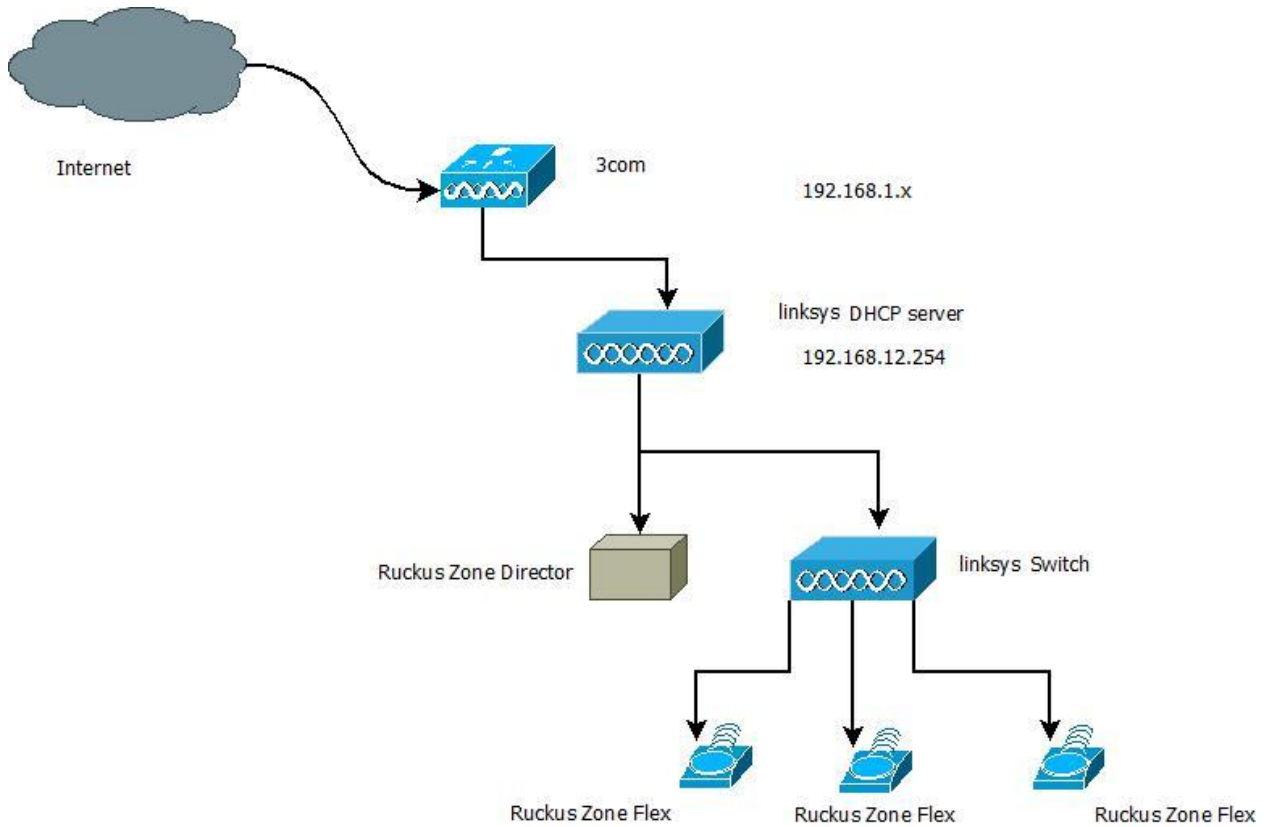 Internet
3com
192.168.1.x
linksys DHCP server
192.168.12.254
Ruckus Zone Director
linksys Switch
Ruckus Zone Flex
Ruckus Zone Flex
Ruckus Zone Flex